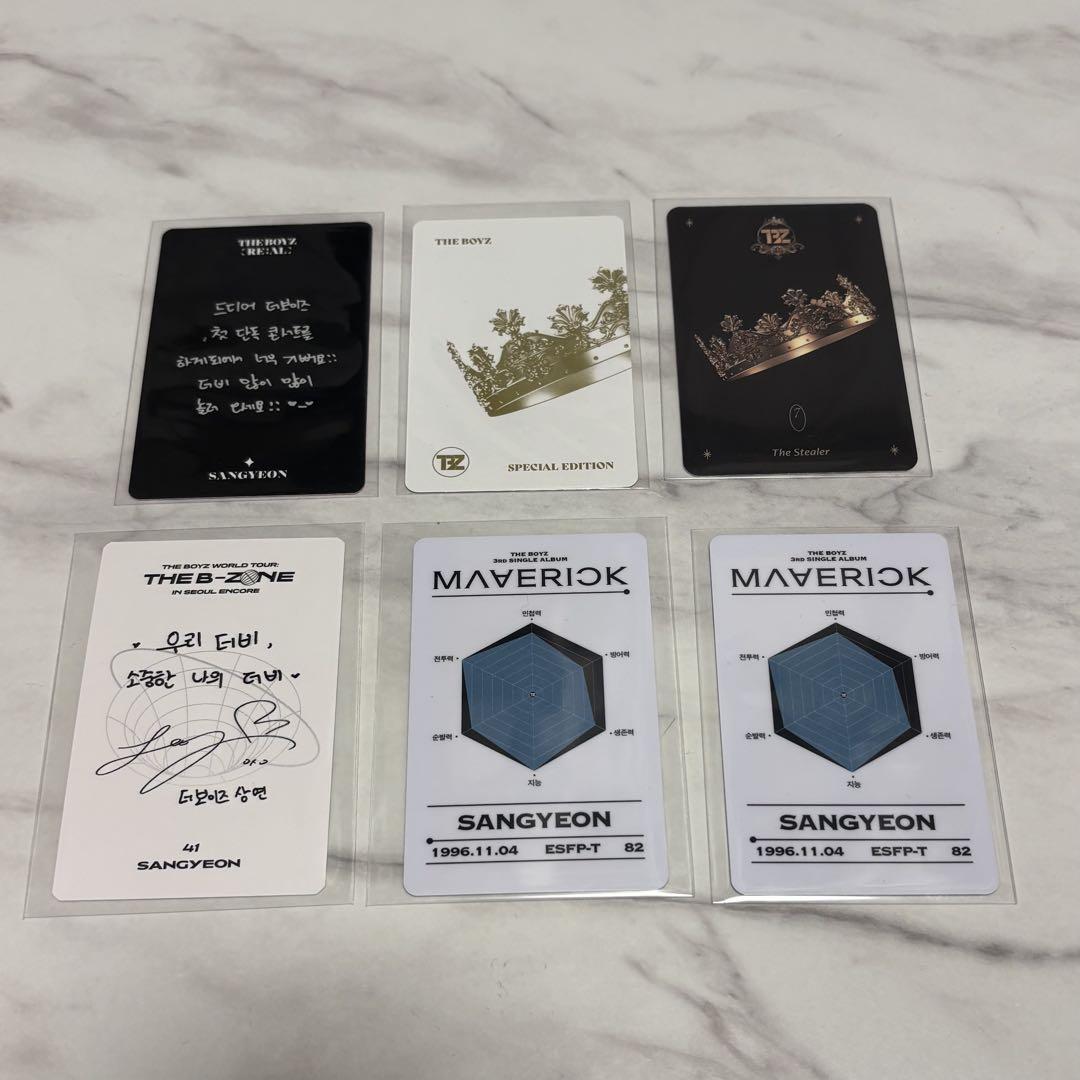 THE BOYZ
[RE:AL]
드디어 더보이즈
첫 단독 콘서트를
하게되어서 너무 기뻐요::
더비 많이 많이
놀러 오세요::
SANGYEON
THE BOYZ
TBZ
SPECIAL EDITION
TBZ
7
The Stealer
THE BOYZ WORLD TOUR:
THE B-ZONE
IN SEOUL ENCORE
우리 더비,
소중한 나의 더비
더보이즈 상연
41
SANGYEON
THE BOYZ
3RD SINGLE ALBUM
MAVERICK
민첩력
전투력
방어력
순발력
생존력
지능
SANGYEON
1996.11.04 ESFP-T 82
THE BOYZ
3RD SINGLE ALBUM
MAVERICK
민첩력
전투력
방어력
순발력
생존력
지능
SANGYEON
1996.11.04 ESFP-T 82